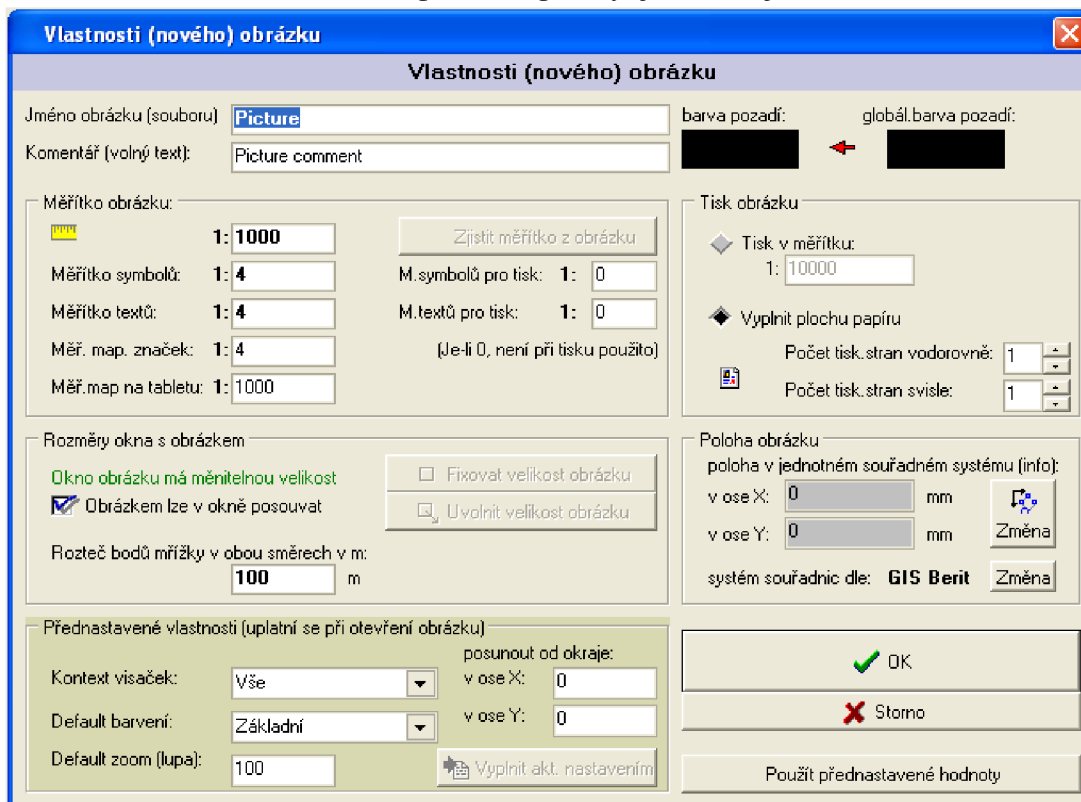 Vlastnosti (nového) obrázku
Vlastnosti (nového) obrázku
Jméno obrázku (souboru) Picture
Komentář (volný text): Picture comment
barva pozadí: globál.barva pozadí:
Měřítko obrázku:
1: 1000 Zjistit měřítko z obrázku
Měřítko symbolů: 1: 4 M.symbolů pro tisk: 1: 0
Měřítko textů: 1: 4 M.textů pro tisk: 1: 0
Měř. map. značek: 1: 4 (Je-li 0, není při tisku použito)
Měř.map na tabletu: 1: 1000
Tisk obrázku
Tisk v měřítku:
1: 10000
Vyplnit plochu papíru
Počet tisk.stran vodorovně: 1
Počet tisk.stran svisle: 1
Rozměry okna s obrázkem
Okno obrázku má měnitelnou velikost Fixovat velikost obrázku
Obrázkem lze v okně posouvat Uvolnit velikost obrázku
Rozteč bodů mřížky v obou směrech v m:
100 m
Poloha obrázku
poloha v jednotném souřadném systému (info):
v ose X: 0 mm
v ose Y: 0 mm Změna
systém souřadnic dle: GIS Berit Změna
Přednastavené vlastnosti (uplatní se při otevření obrázku)
posunout od okraje:
Kontext visaček: Vše v ose X: 0
Default barvení: Základní v ose Y: 0
Default zoom (lupa): 100 Vyplnit akt. nastavením
OK
Storno
Použít přednastavené hodnoty